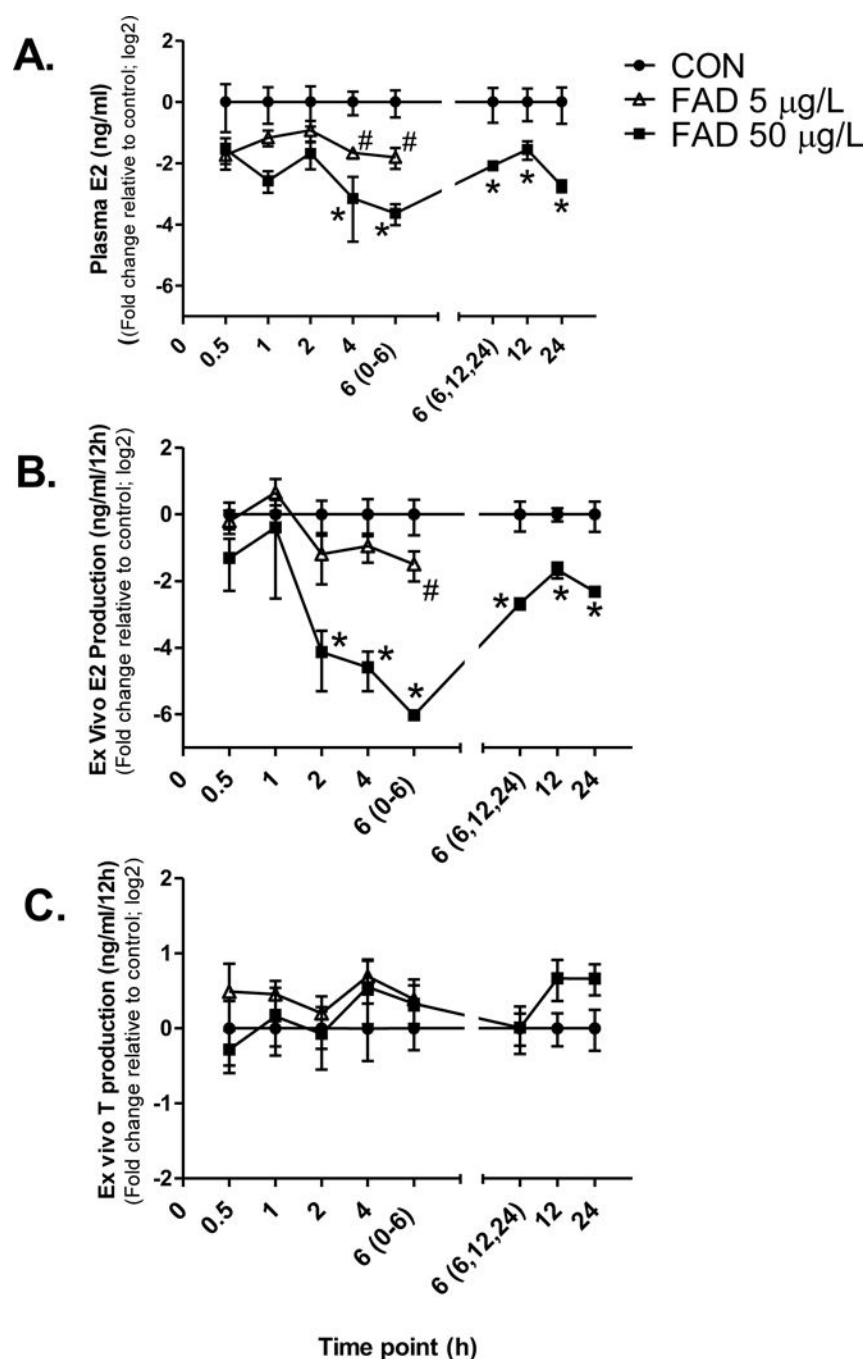 A.
CON
FAD 5 μg/L
FAD 50 μg/L
Plasma E2 (ng/ml)
((Fold change relative to control; log2)
2
0
-2
-4
-6
# #
* * * * *
0 0.5 1 2 4 6 (0-6) 6 (6,12,24) 12 24
B.
Ex Vivo E2 Production (ng/ml/12h)
(Fold change relative to control; log2)
2
0
-2
-4
-6
#
* * * * * *
0 0.5 1 2 4 6 (0-6) 6 (6,12,24) 12 24
C.
Ex vivo T production (ng/ml/12h)
(Fold change relative to control; log2)
2
1
0
-1
-2
0 0.5 1 2 4 6 (0-6) 6 (6,12,24) 12 24
Time point (h)